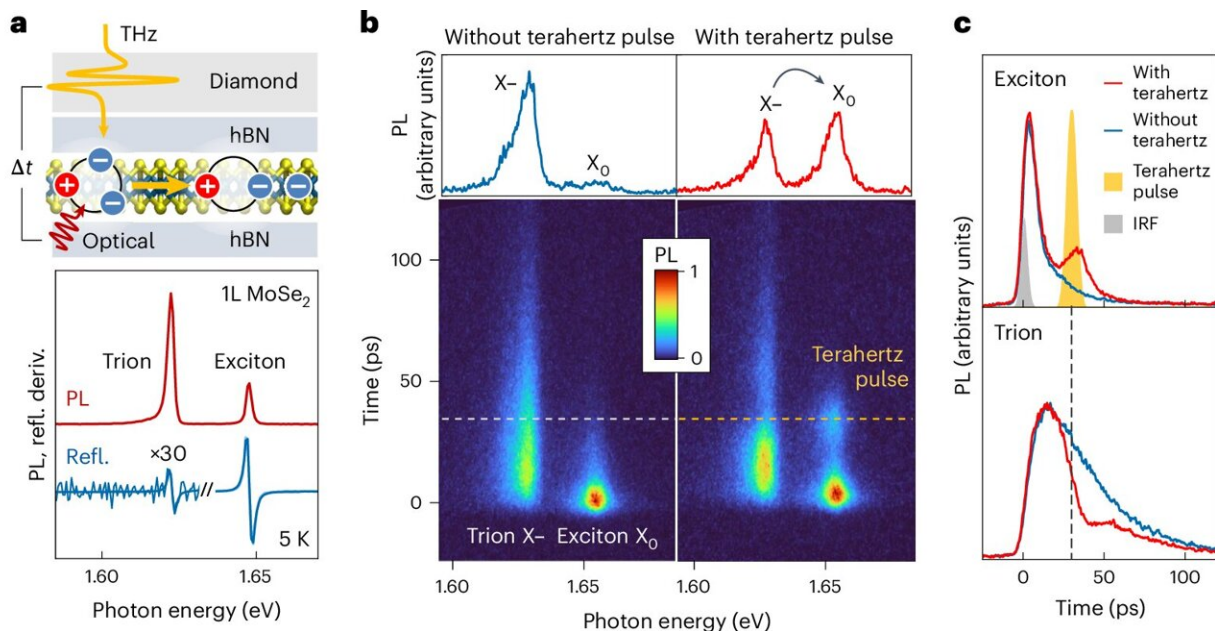 a
THz
Diamond
hBN
Δt
Optical
hBN
1L MoSe₂
Trion
Exciton
PL
Refl.
×30
//
5 K
PL, refl. deriv.
1.60
1.65
Photon energy (eV)
b
Without terahertz pulse
With terahertz pulse
PL
(arbitrary units)
X–
X₀
X–
X₀
PL
1
0
Terahertz
pulse
Time (ps)
100
50
0
Trion X–
Exciton X₀
1.60
1.65
1.60
1.65
Photon energy (eV)
c
Exciton
With
terahertz
Without
terahertz
Terahertz
pulse
IRF
Trion
PL (arbitrary units)
0
50
100
Time (ps)